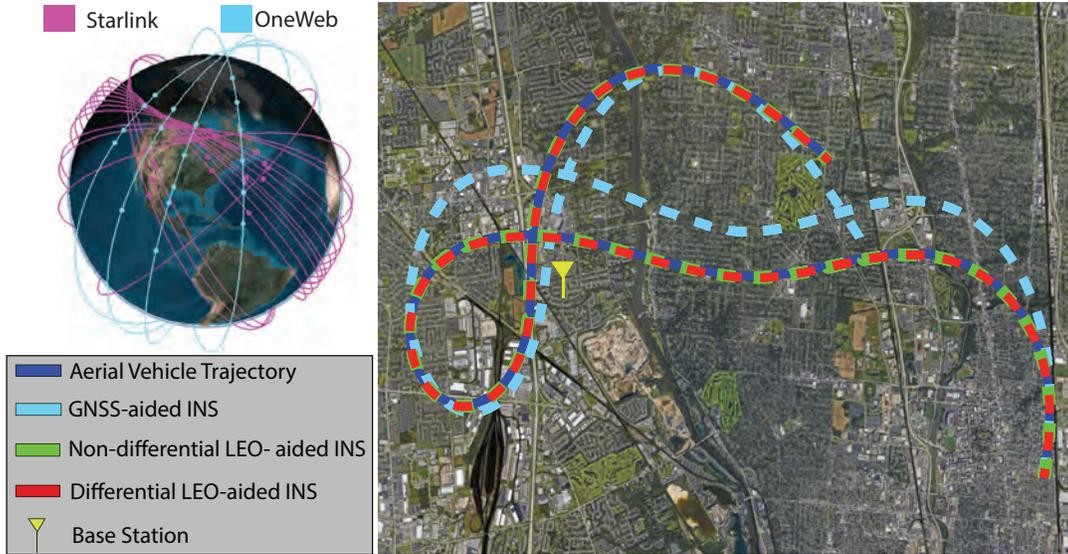 Starlink
OneWeb
Aerial Vehicle Trajectory
GNSS-aided INS
Non-differential LEO- aided INS
Differential LEO-aided INS
Base Station